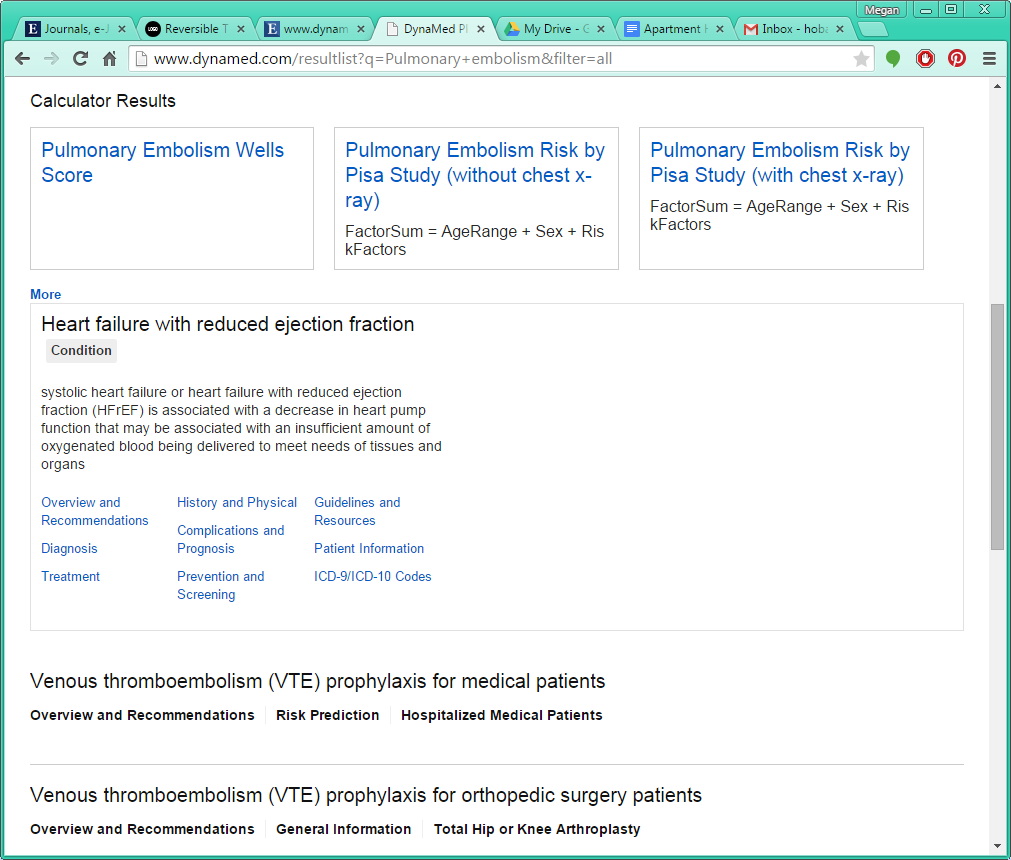 Megan
Journals, e-J
Reversible T
www.dynam
DynaMed Pl
My Drive - G
Apartment H
Inbox - hoba
www.dynamed.com/resultlist?q=Pulmonary+embolism&filter=all
Calculator Results
Pulmonary Embolism Wells
Score
Pulmonary Embolism Risk by
Pisa Study (without chest x-
ray)
FactorSum = AgeRange + Sex + Ris
kFactors
Pulmonary Embolism Risk by
Pisa Study (with chest x-ray)
FactorSum = AgeRange + Sex + Ris
kFactors
More
Heart failure with reduced ejection fraction
Condition
systolic heart failure or heart failure with reduced ejection
fraction (HFrEF) is associated with a decrease in heart pump
function that may be associated with an insufficient amount of
oxygenated blood being delivered to meet needs of tissues and
organs
Overview and
Recommendations
Diagnosis
Treatment
History and Physical
Complications and
Prognosis
Prevention and
Screening
Guidelines and
Resources
Patient Information
ICD-9/ICD-10 Codes
Venous thromboembolism (VTE) prophylaxis for medical patients
Overview and Recommendations Risk Prediction Hospitalized Medical Patients
Venous thromboembolism (VTE) prophylaxis for orthopedic surgery patients
Overview and Recommendations General Information Total Hip or Knee Arthroplasty